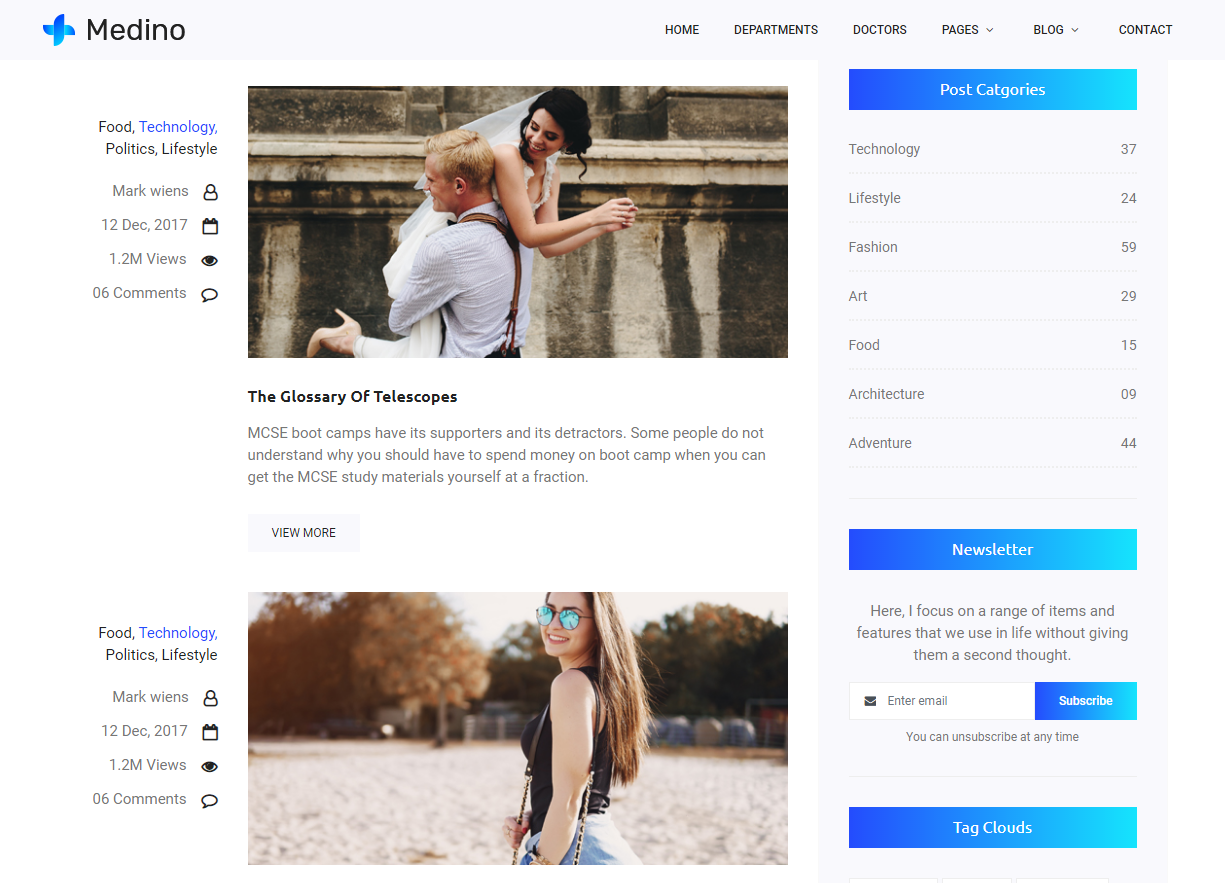 Medino
HOME DEPARTMENTS DOCTORS PAGES BLOG CONTACT
Food, Technology,
Politics, Lifestyle
Mark wiens
12 Dec, 2017
1.2M Views
06 Comments
The Glossary Of Telescopes
MCSE boot camps have its supporters and its detractors. Some people do not
understand why you should have to spend money on boot camp when you can
get the MCSE study materials yourself at a fraction.
VIEW MORE
Food, Technology,
Politics, Lifestyle
Mark wiens
12 Dec, 2017
1.2M Views
06 Comments
Post Catgories
Technology 37
Lifestyle 24
Fashion 59
Art 29
Food 15
Architecture 09
Adventure 44
Newsletter
Here, I focus on a range of items and
features that we use in life without giving
them a second thought.
Enter email Subscribe
You can unsubscribe at any time
Tag Clouds